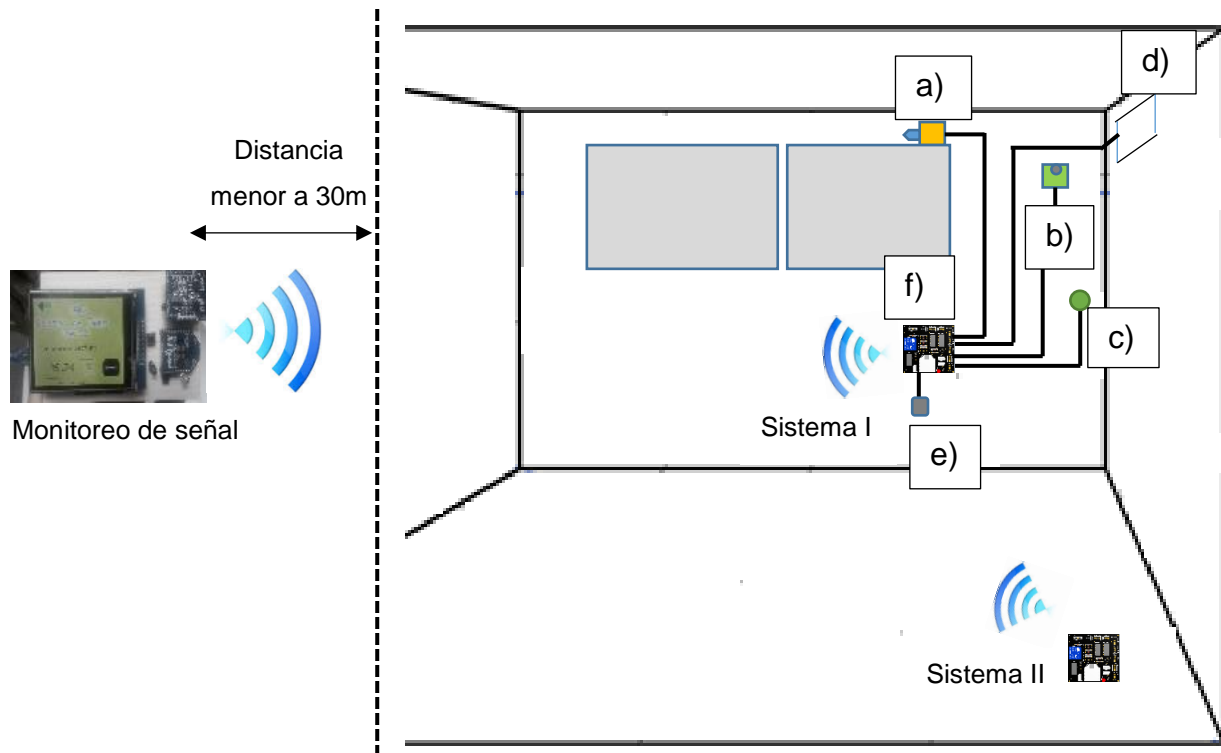 Distancia
menor a 30m
Monitoreo de señal
a)
d)
b)
f)
c)
Sistema I
e)
Sistema II